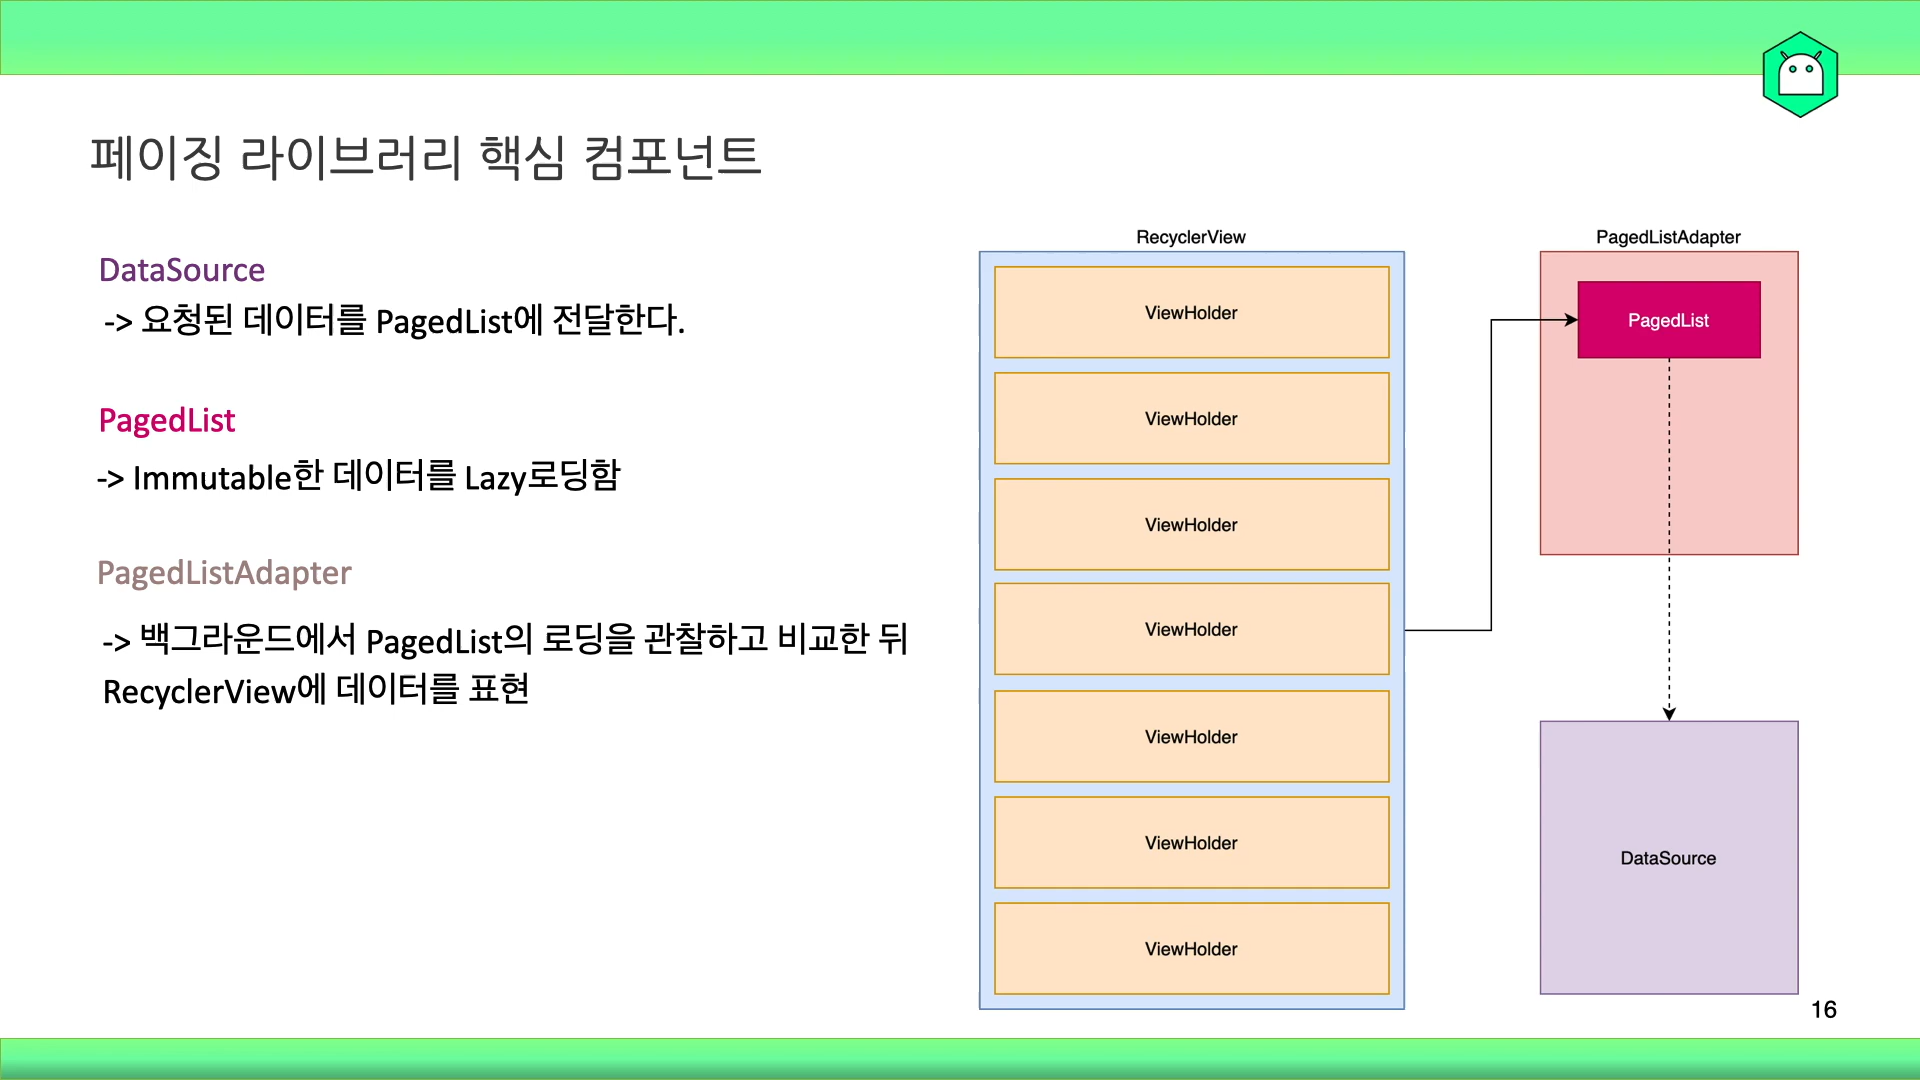 페이징 라이브러리 핵심 컴포넌트
DataSource
-> 요청된 데이터를 PagedList에 전달한다.
PagedList
-> Immutable한 데이터를 Lazy로딩함
PagedListAdapter
-> 백그라운드에서 PagedList의 로딩을 관찰하고 비교한 뒤
RecyclerView에 데이터를 표현
RecyclerView
ViewHolder
ViewHolder
ViewHolder
ViewHolder
ViewHolder
ViewHolder
ViewHolder
PagedListAdapter
PagedList
DataSource
16